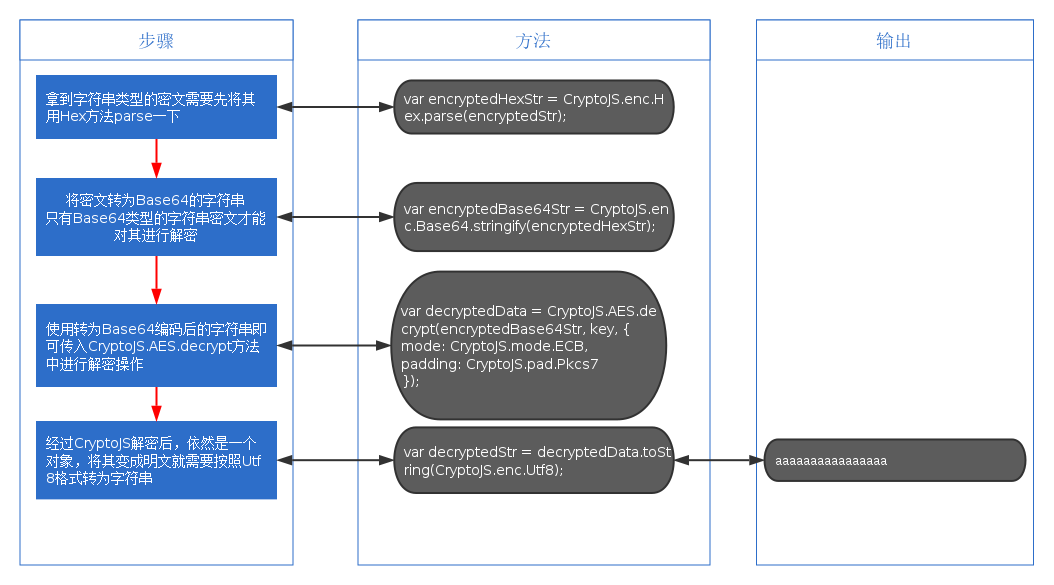 步骤
方法
输出
拿到字符串类型的密文需要先将其
用Hex方法parse一下
var encryptedHexStr = CryptoJS.enc.H
ex.parse(encryptedStr);
将密文转为Base64的字符串
只有Base64类型的字符串密文才能
对其进行解密
var encryptedBase64Str = CryptoJS.en
c.Base64.stringify(encryptedHexStr);
使用转为Base64编码后的字符串即
可传入CryptoJS.AES.decrypt方法
中进行解密操作
var decryptedData = CryptoJS.AES.de
crypt(encryptedBase64Str, key, {
mode: CryptoJS.mode.ECB,
padding: CryptoJS.pad.Pkcs7
});
经过CryptoJS解密后，依然是一个
对象，将其变成明文就需要按照Utf
8格式转为字符串
var decryptedStr = decryptedData.toSt
ring(CryptoJS.enc.Utf8);
aaaaaaaaaaaaaaaa